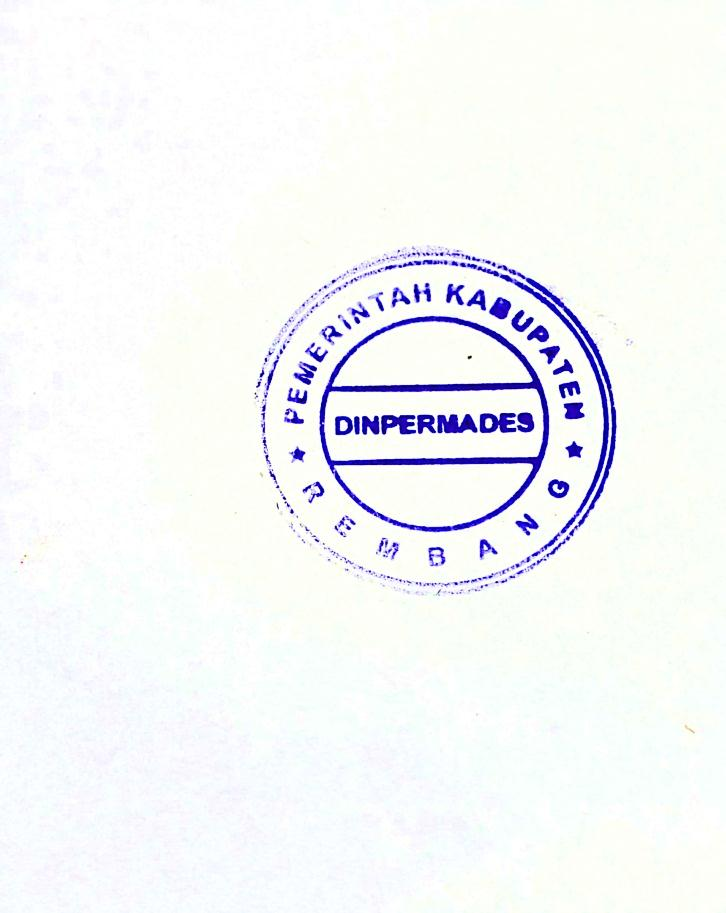 PEMERINTAH KABUPATEN
DINPERMADES
★ REMBANG ★